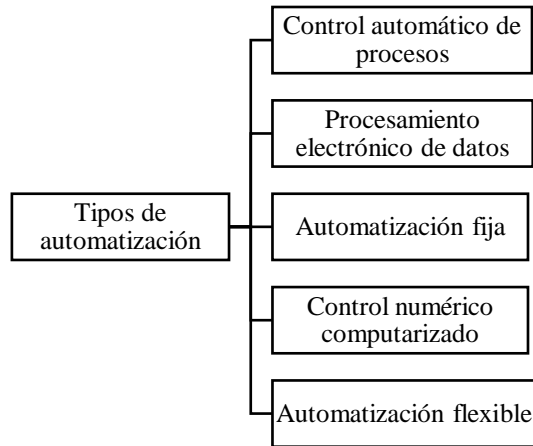 Tipos de
automatización
Control automático de
procesos
Procesamiento
electrónico de datos
Automatización fija
Control numérico
computarizado
Automatización flexible